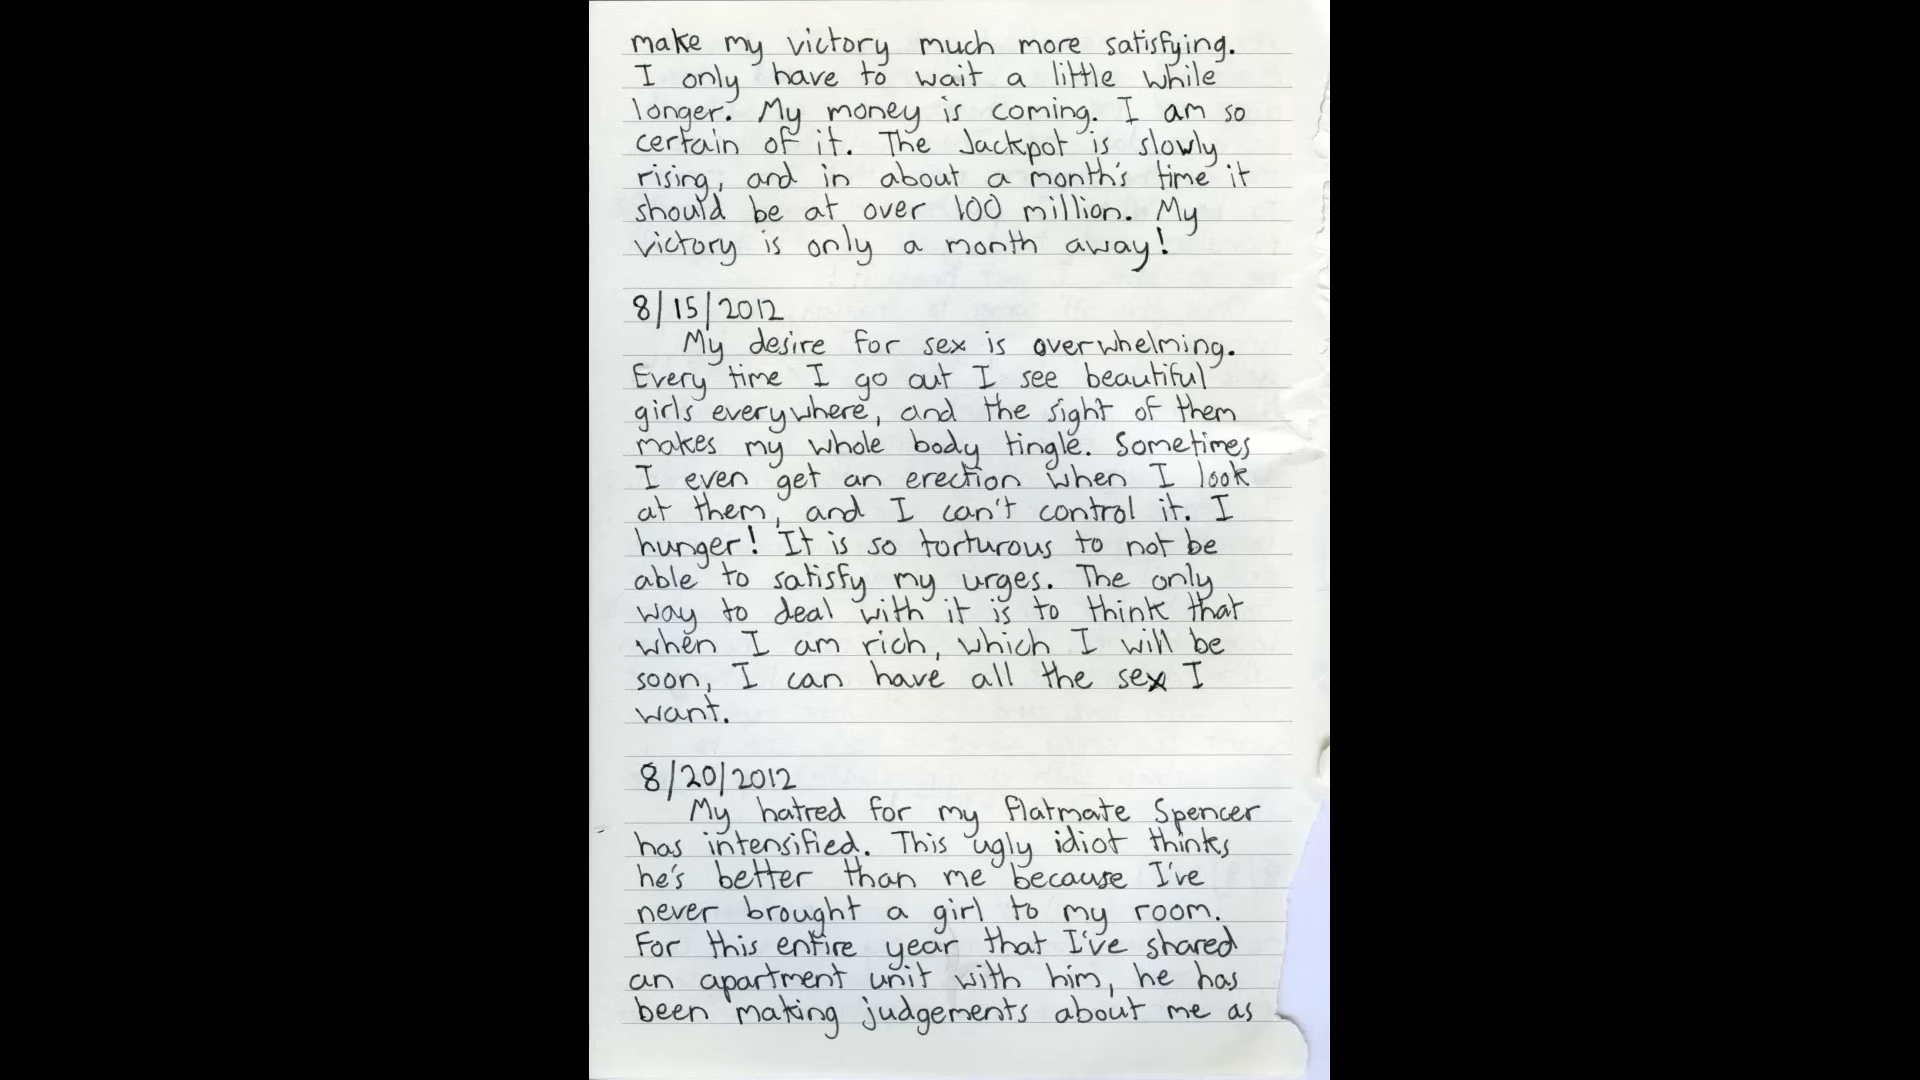 make my victory much more satisfying.
I only have to wait a little while
longer. My money is coming. I am so
certain of it. The Jackpot is slowly
rising, and in about a month's time it
should be at over 100 million. My
victory is only a month away!
8/15/2012
My desire for sex is overwhelming.
Every time I go out I see beautiful
girls everywhere, and the sight of them
makes my whole body tingle. Sometimes
I even get an erection when I look
at them, and I can't control it. I
hunger! It is so torturous to not be
able to satisfy my urges. The only
way to deal with it is to think that
when I am rich, which I will be
soon, I can have all the sex I
want.
8/20/2012
My hatred for my flatmate Spencer
has intensified. This ugly idiot thinks
he's better than me because I've
never brought a girl to my room.
For this entire year that I've shared
an apartment unit with him, he has
been making judgements about me as